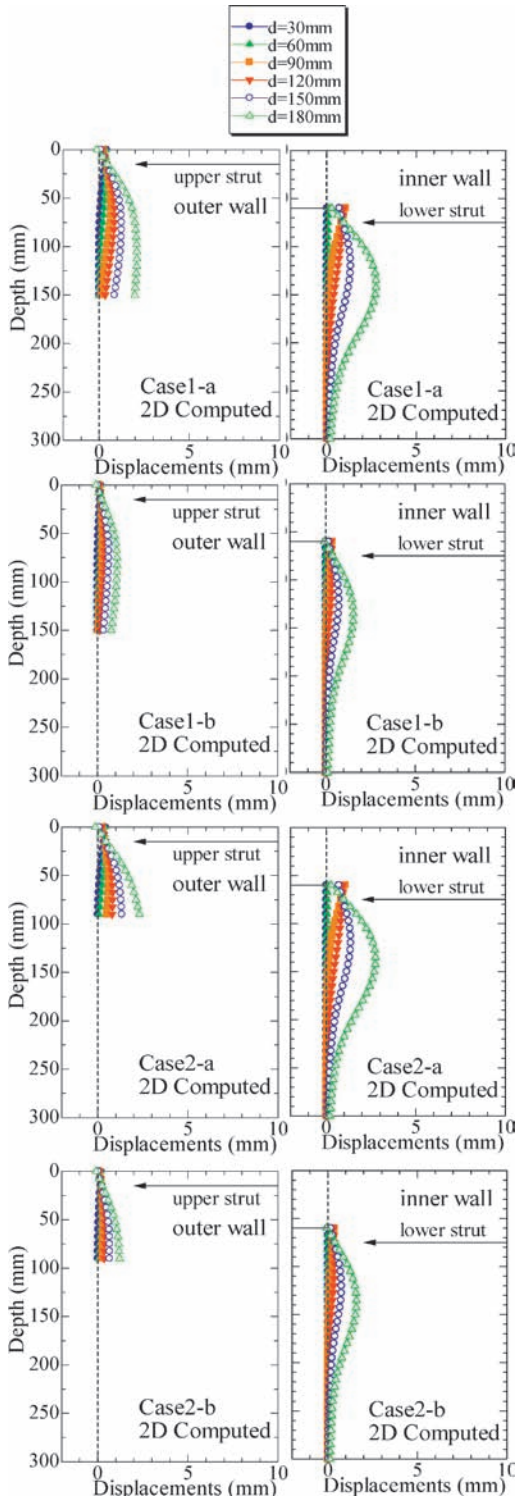 d=30mm
d=60mm
d=90mm
d=120mm
d=150mm
d=180mm
0
50
100
150
200
250
300
Depth (mm)
upper strut
outer wall
Case1-a
2D Computed
0 5 10
Displacements (mm)
inner wall
lower strut
Case1-a
2D Computed
0 5 10
Displacements (mm)
0
50
100
150
200
250
300
Depth (mm)
upper strut
outer wall
Case1-b
2D Computed
0 5 10
Displacements (mm)
inner wall
lower strut
Case1-b
2D Computed
0 5 10
Displacements (mm)
0
50
100
150
200
250
300
Depth (mm)
upper strut
outer wall
Case2-a
2D Computed
0 5 10
Displacements (mm)
inner wall
lower strut
Case2-a
2D Computed
0 5 10
Displacements (mm)
0
50
100
150
200
250
300
Depth (mm)
upper strut
outer wall
Case2-b
2D Computed
0 5 10
Displacements (mm)
inner wall
lower strut
Case2-b
2D Computed
0 5 10
Displacements (mm)